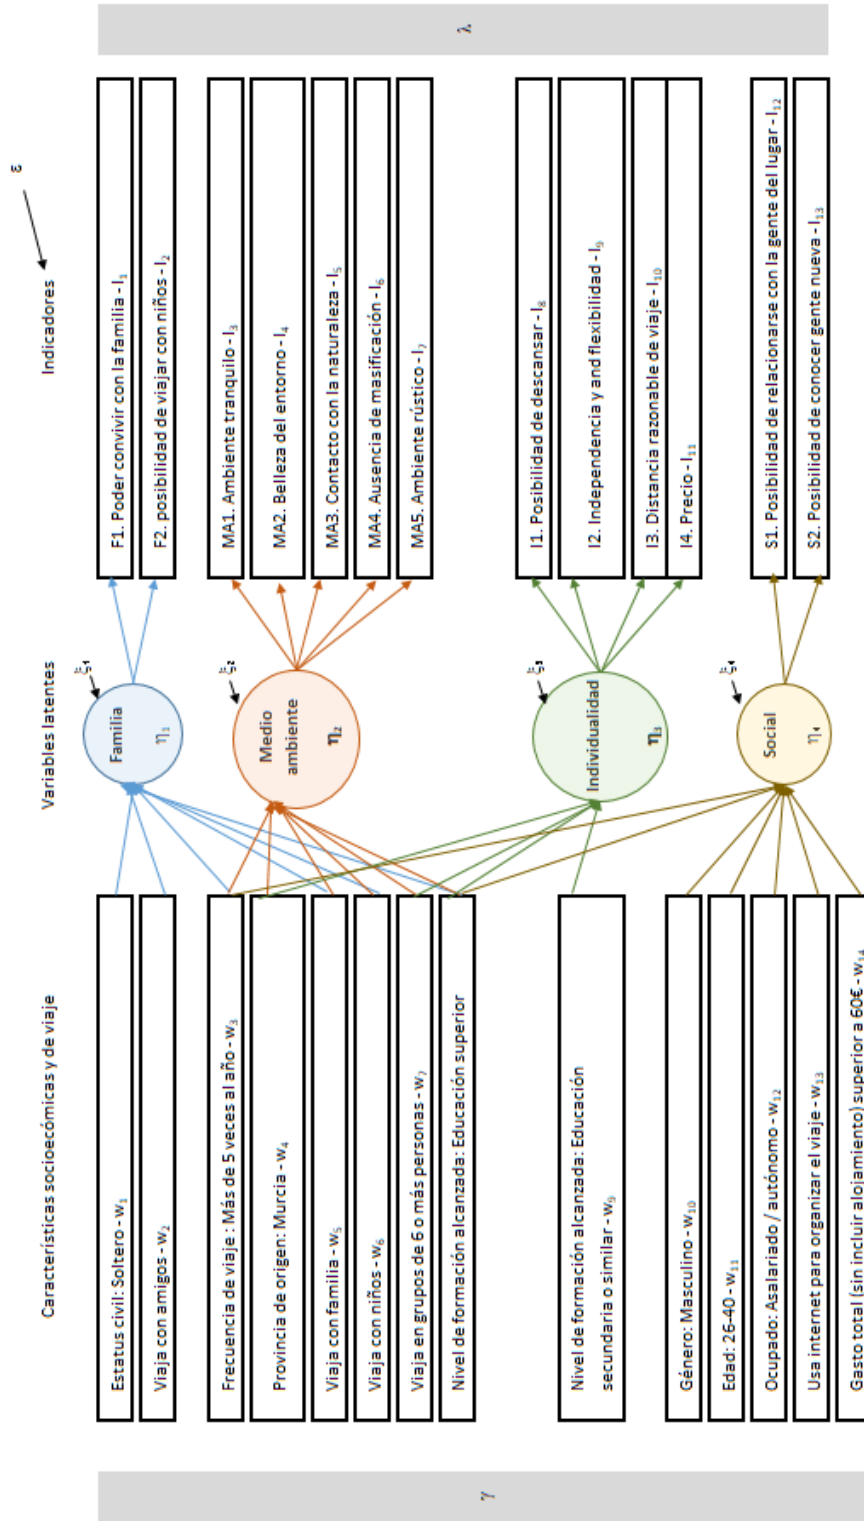 Características socioecómicas y de viaje
Variables latentes
Indicadores
ε
γ
Estatus civil: Soltero - w₁
Viaja con amigos - w₂
Frecuencia de viaje : Más de 5 veces al año - w₃
Provincia de origen: Murcia - w₄
Viaja con familia - w₅
Viaja con niños - w₆
Viaja en grupos de 6 o más personas - w₇
Nivel de formación alcanzada: Educación superior
Nivel de formación alcanzada: Educación
secundaria o similar - w₉
Género: Masculino - w₁₀
Edad: 26-40 - w₁₁
Ocupado: Asalariado / autónomo - w₁₂
Usa internet para organizar el viaje - w₁₃
Gasto total (sin incluir alojamiento) superior a 60€ - w₁₄
ξ₁
Familia
η₁
ξ₂
Medio
ambiente
η₂
ξ₃
Individualidad
η₃
ξ₄
Social
η₄
F1. Poder convivir con la familia - I₁
F2. posibilidad de viajar con niños - I₂
MA1. Ambiente tranquilo - I₃
MA2. Belleza del entorno - I₄
MA3. Contacto con la naturaleza - I₅
MA4. Ausencia de masificación - I₆
MA5. Ambiente rústico - I₇
I1. Posibilidad de descansar - I₈
I2. Independencia y and flexibilidad - I₉
I3. Distancia razonable de viaje - I₁₀
I4. Precio - I₁₁
S1. Posibilidad de relacionarse con la gente del lugar - I₁₂
S2. Posibilidad de conocer gente nueva - I₁₃
λ